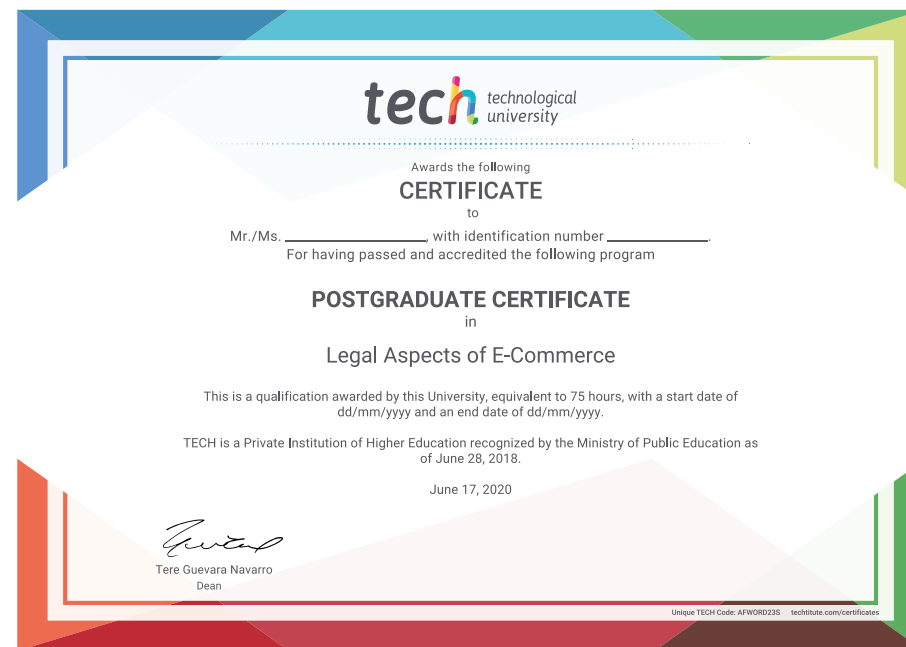 tech technological
university
Awards the following
CERTIFICATE
to
Mr./Ms. ____________________, with identification number ______________.
For having passed and accredited the following program
POSTGRADUATE CERTIFICATE
in
Legal Aspects of E-Commerce
This is a qualification awarded by this University, equivalent to 75 hours, with a start date of
dd/mm/yyyy and an end date of dd/mm/yyyy.
TECH is a Private Institution of Higher Education recognized by the Ministry of Public Education as
of June 28, 2018.
June 17, 2020
Tere Guevara Navarro
Dean
Unique TECH Code: AFWORD23S techtitute.com/certificates